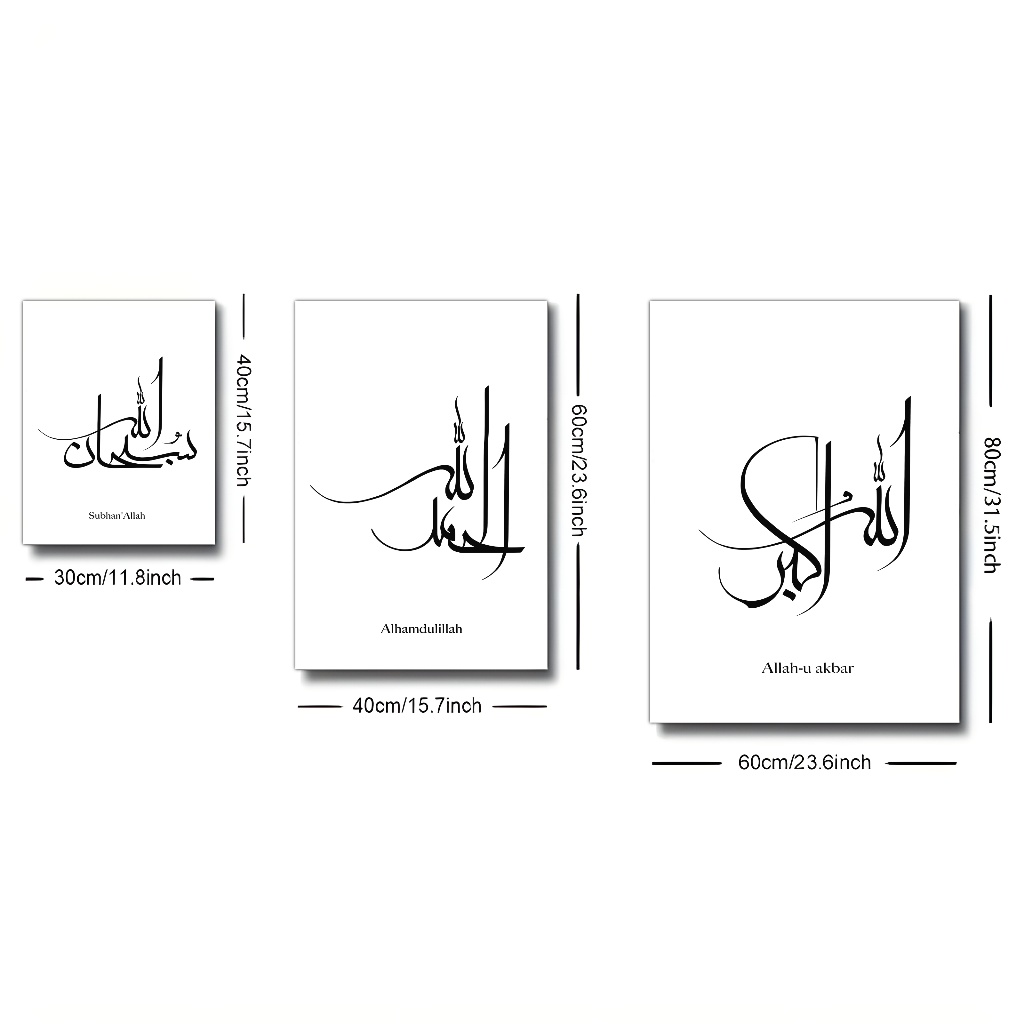 سبحان الله
Subhan'Allah
40cm/15.7inch
30cm/11.8inch
الحمد لله
Alhamdulillah
60cm/23.6inch
40cm/15.7inch
الله اكبر
Allah-u akbar
80cm/31.5inch
60cm/23.6inch